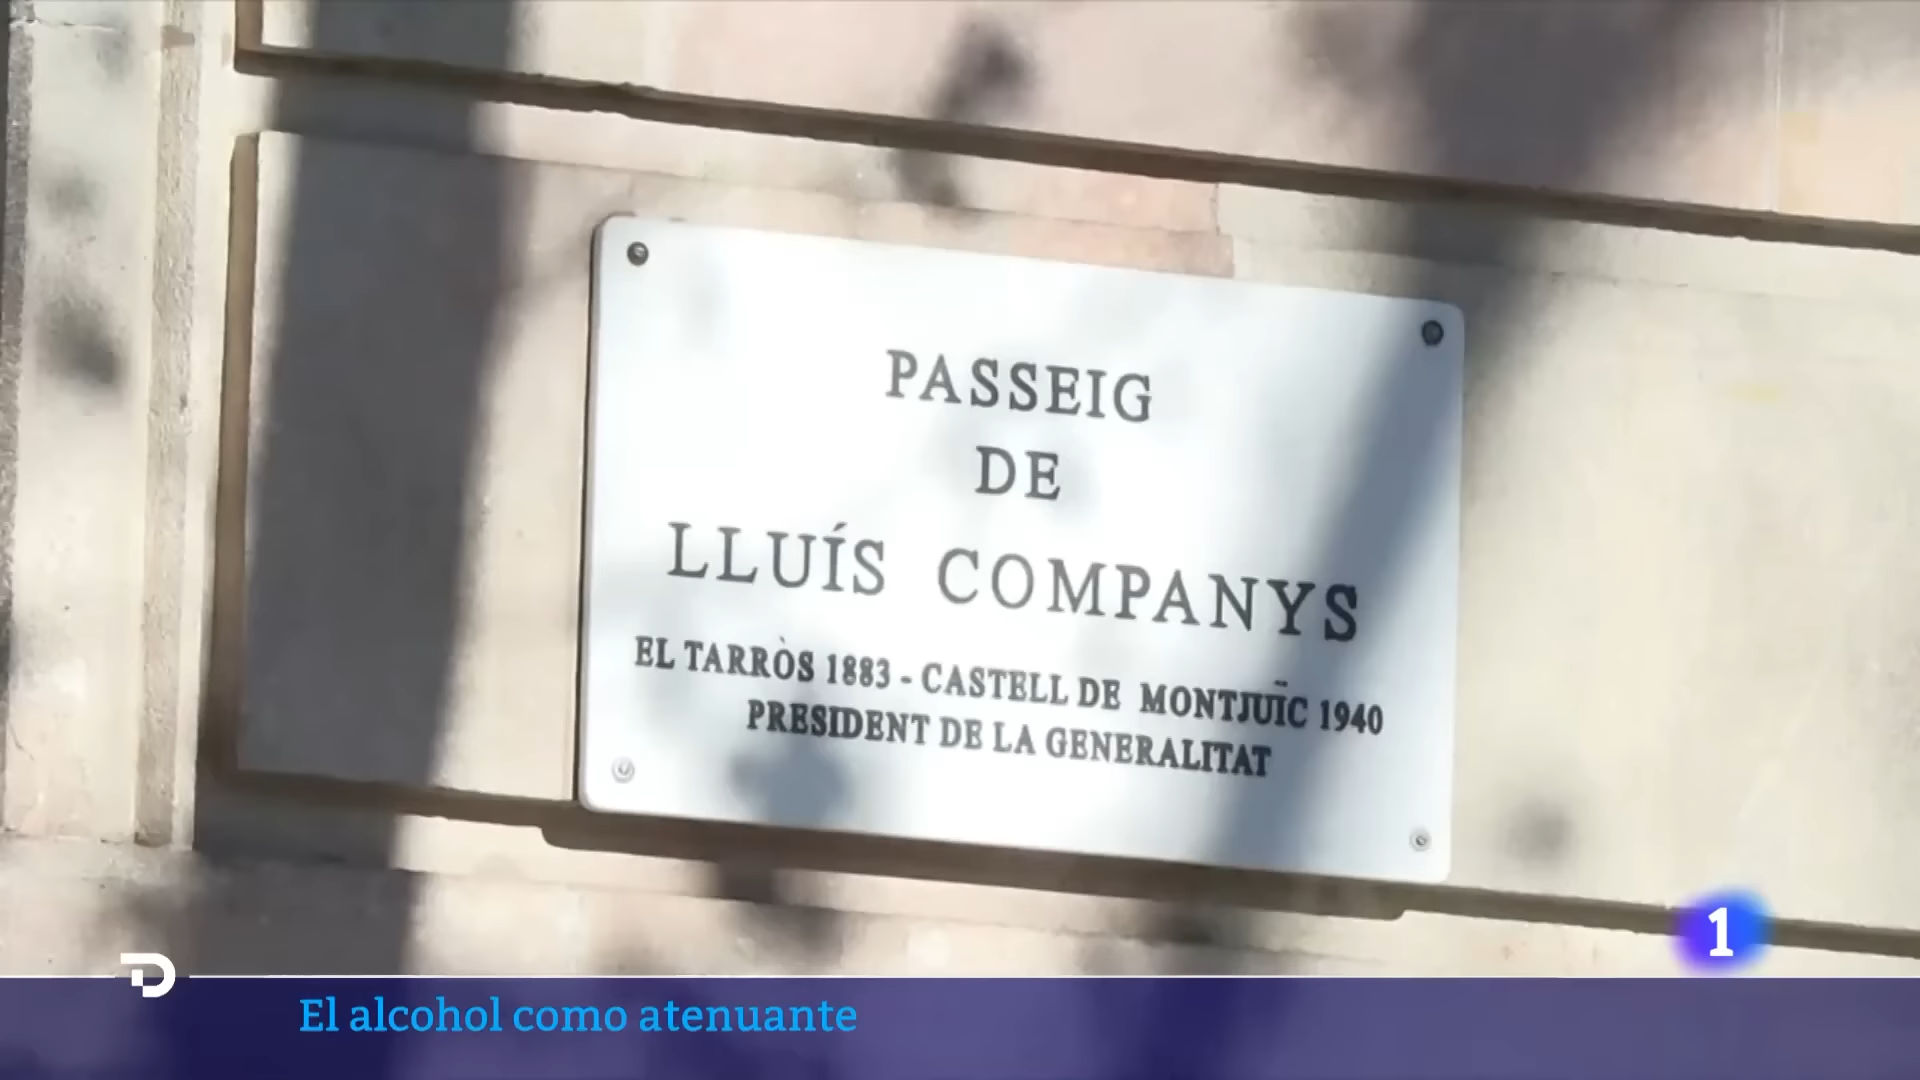 PASSEIG
DE
LLUÍS COMPANYS
EL TARRÒS 1883 - CASTELL DE MONTJUÏC 1940
PRESIDENT DE LA GENERALITAT
1
El alcohol como atenuante